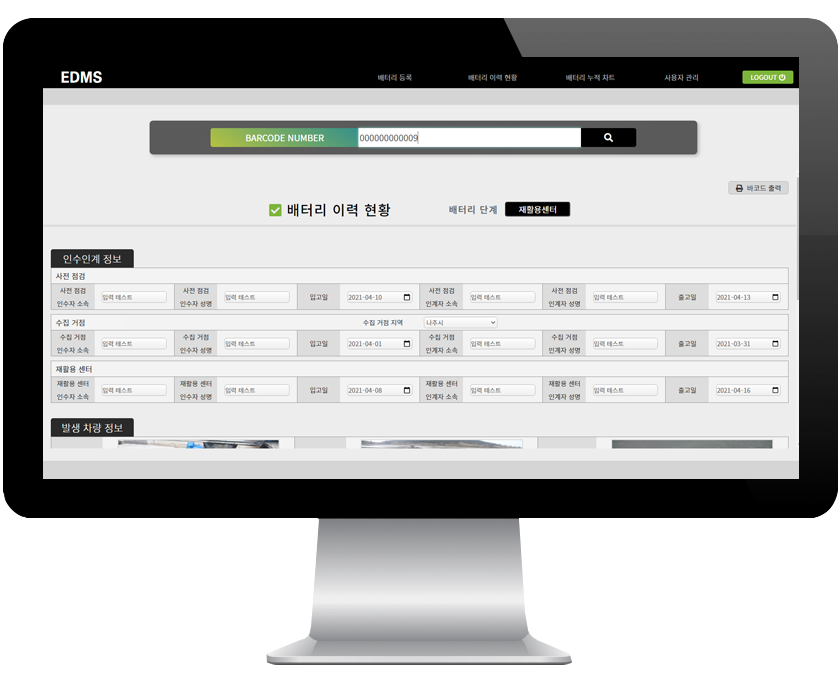 EDMS 배터리 등록 배터리 이력 현황 배터리 누적 차트 사용자 관리 LOGOUT
BARCODE NUMBER 000000000009
바코드 출력
배터리 이력 현황 배터리 단계 재활용센터
인수인계 정보
사전 점검
사전 점검 인수자 소속 입력 테스트 사전 점검 인수자 성명 입력 테스트 입고일 2021-04-10 사전 점검 인계자 소속 입력 테스트 사전 점검 인계자 성명 입력 테스트 출고일 2021-04-13
수집 거점 수집 거점 지역 나주시
수집 거점 인수자 소속 입력 테스트 수집 거점 인수자 성명 입력 테스트 입고일 2021-04-01 수집 거점 인계자 소속 입력 테스트 수집 거점 인계자 성명 입력 테스트 출고일 2021-03-31
재활용 센터
재활용 센터 인수자 소속 입력 테스트 재활용 센터 인수자 성명 입력 테스트 입고일 2021-04-08 재활용 센터 인계자 소속 입력 테스트 재활용 센터 인계자 성명 입력 테스트 출고일 2021-04-16
발생 차량 정보